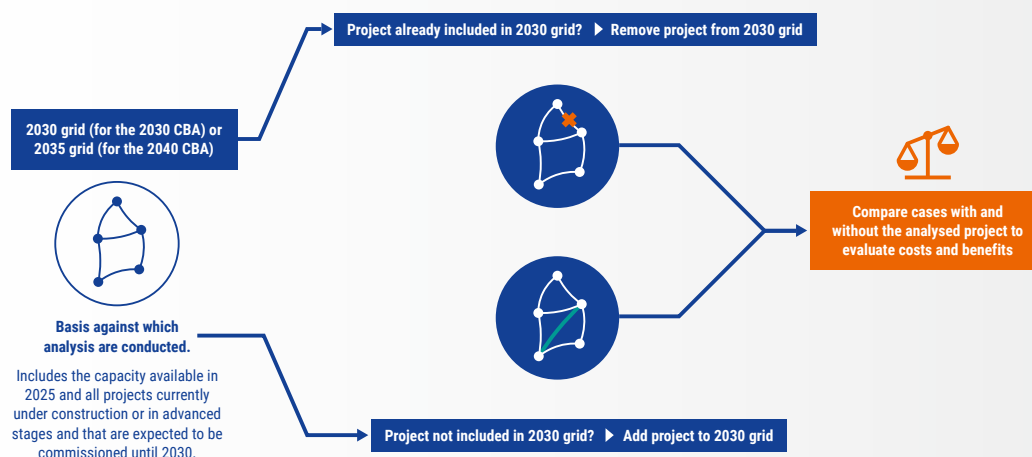 Project already included in 2030 grid? ▶ Remove project from 2030 grid
2030 grid (for the 2030 CBA) or
2035 grid (for the 2040 CBA)
Compare cases with and
without the analysed project to
evaluate costs and benefits
Basis against which
analysis are conducted.
Includes the capacity available in
2025 and all projects currently
under construction or in advanced
stages and that are expected to be
commissioned until 2030.
Project not included in 2030 grid? ▶ Add project to 2030 grid